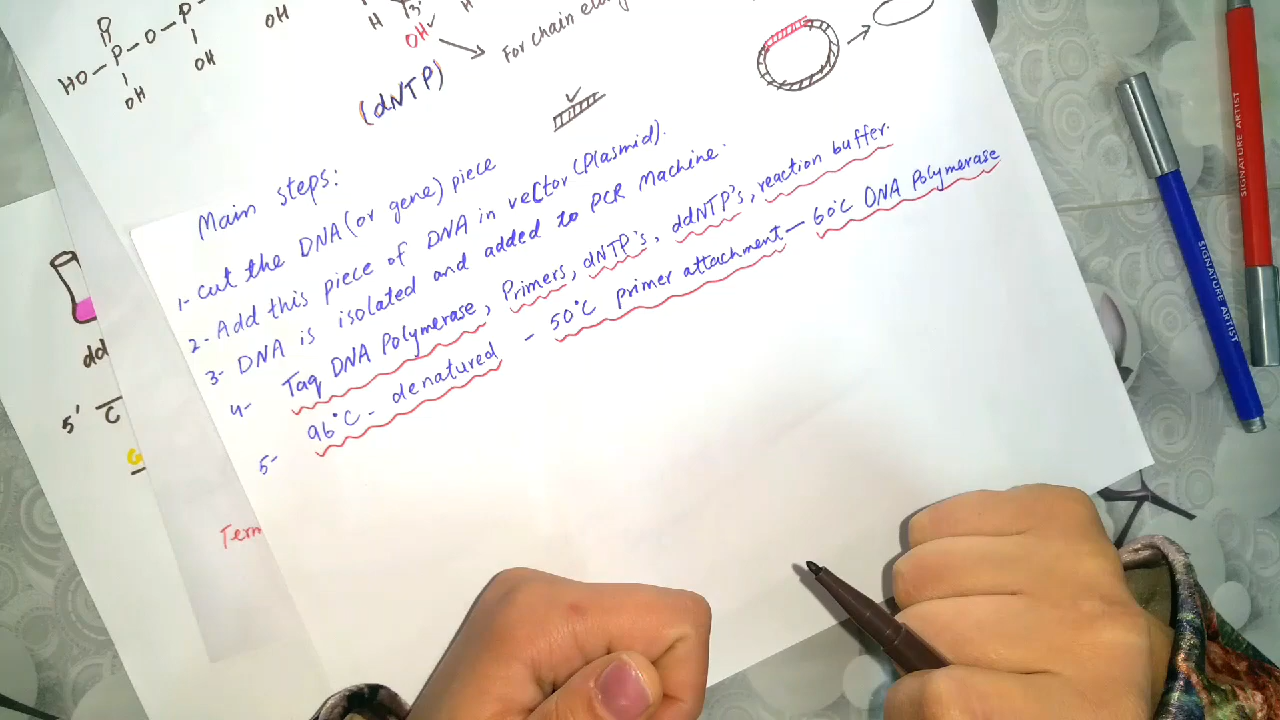 P
HO P O P
OH
OH
OH
H
3'
H
OH
(dNTP)
For chain
Main steps:
1- Cut the DNA (or gene) piece
2- Add this piece of DNA in vector (Plasmid).
3- DNA is isolated and added to PCR Machine.
4- Taq DNA Polymerase, Primers, dNTP's, ddNTP's, reaction buffer.
5- 96°C - denatured - 50°C primer attachment - 60°C DNA Polymerase
dd
5' C
G
Term
SIGNATURE ARTIST
SIGNATURE ARTIST